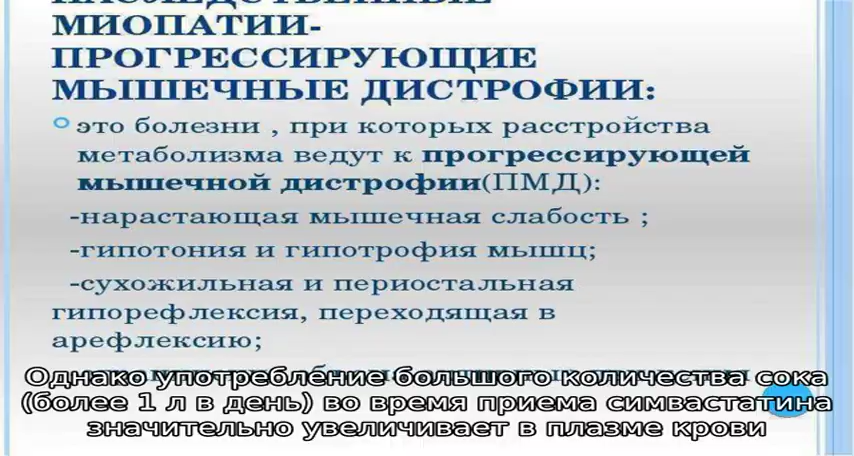 НАСЛЕДСТВЕННЫЕ
МИОПАТИИ-
ПРОГРЕССИРУЮЩИЕ
МЫШЕЧНЫЕ ДИСТРОФИИ:
это болезни , при которых расстройства
метаболизма ведут к прогрессирующей
мышечной дистрофии(ПМД):
-нарастающая мышечная слабость ;
-гипотония и гипотрофия мышц;
-сухожильная и периостальная
гипорефлексия, переходящая в
арефлексию;
Однако употребление большого количества сока
(более 1 л в день) во время приема симвастатина
значительно увеличивает в плазме крови